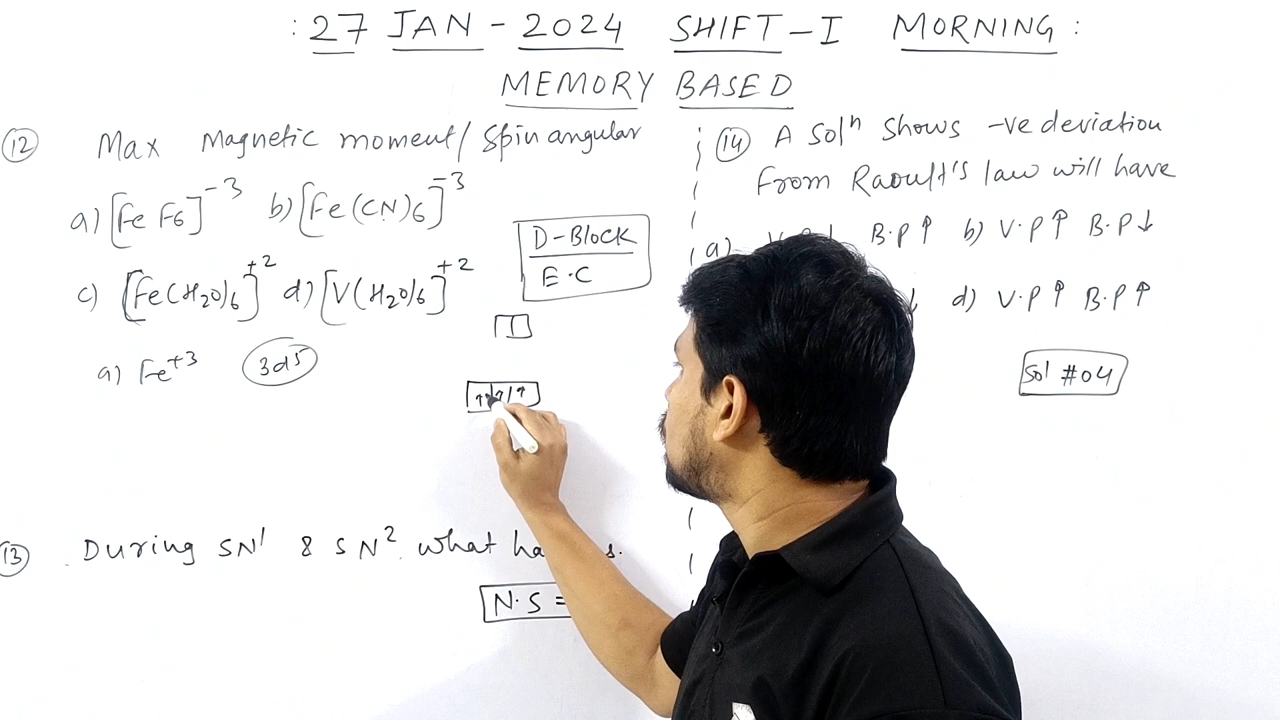 : 27 JAN - 2024 SHIFT-I MORNING :
MEMORY BASED
(12) Max Magnetic moment/Spin angular
a) [Fe F6]-3 b) [Fe(CN)6]-3
c) [Fe(H2O)6]+2 d) [V(H2O)6]+2
D-BLOCK
E.C
a) Fe+3 3d5
↑ ↑ ↑
(13) During SN1 & SN2 what
N.S =
(14) A Soln Shows -ve deviation
from Raoult's law will have
a) B.P↑ b) V.P↑ B.P↓
d) V.P↑ B.P↑
Sol #04